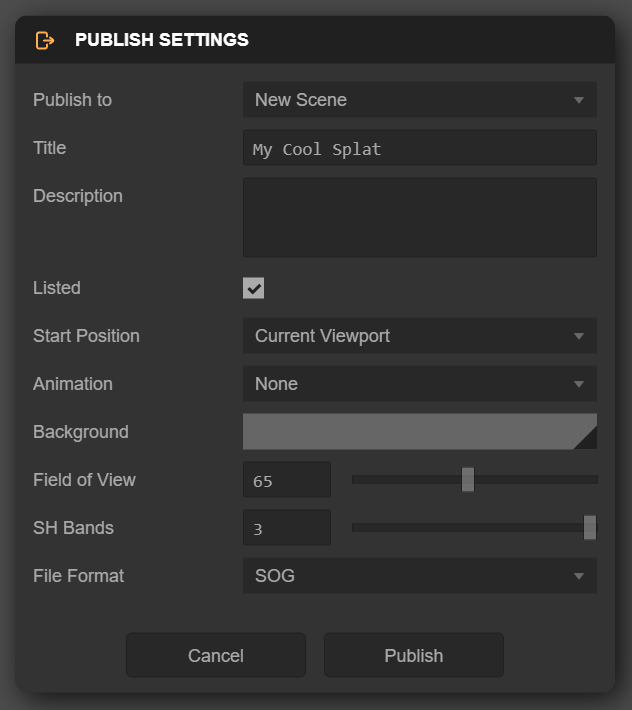 PUBLISH SETTINGS
Publish to New Scene
Title My Cool Splat
Description
Listed
Start Position Current Viewport
Animation None
Background
Field of View 65
SH Bands 3
File Format SOG
Cancel Publish